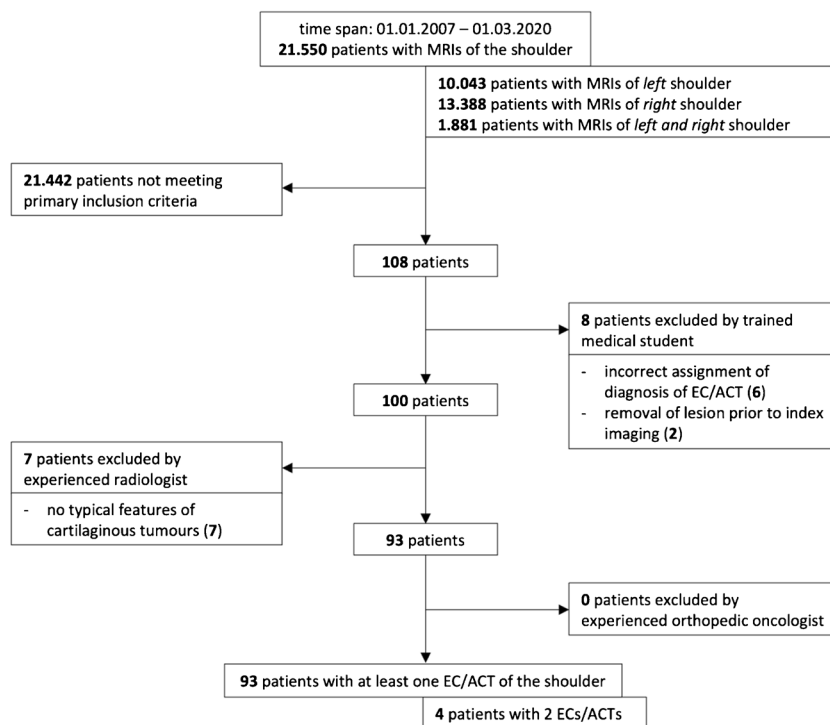 time span: 01.01.2007 – 01.03.2020
21.550 patients with MRIs of the shoulder
10.043 patients with MRIs of left shoulder
13.388 patients with MRIs of right shoulder
1.881 patients with MRIs of left and right shoulder
21.442 patients not meeting
primary inclusion criteria
108 patients
8 patients excluded by trained
medical student
- incorrect assignment of
diagnosis of EC/ACT (6)
- removal of lesion prior to index
imaging (2)
100 patients
7 patients excluded by
experienced radiologist
- no typical features of
cartilaginous tumours (7)
93 patients
0 patients excluded by
experienced orthopedic oncologist
93 patients with at least one EC/ACT of the shoulder
4 patients with 2 ECs/ACTs